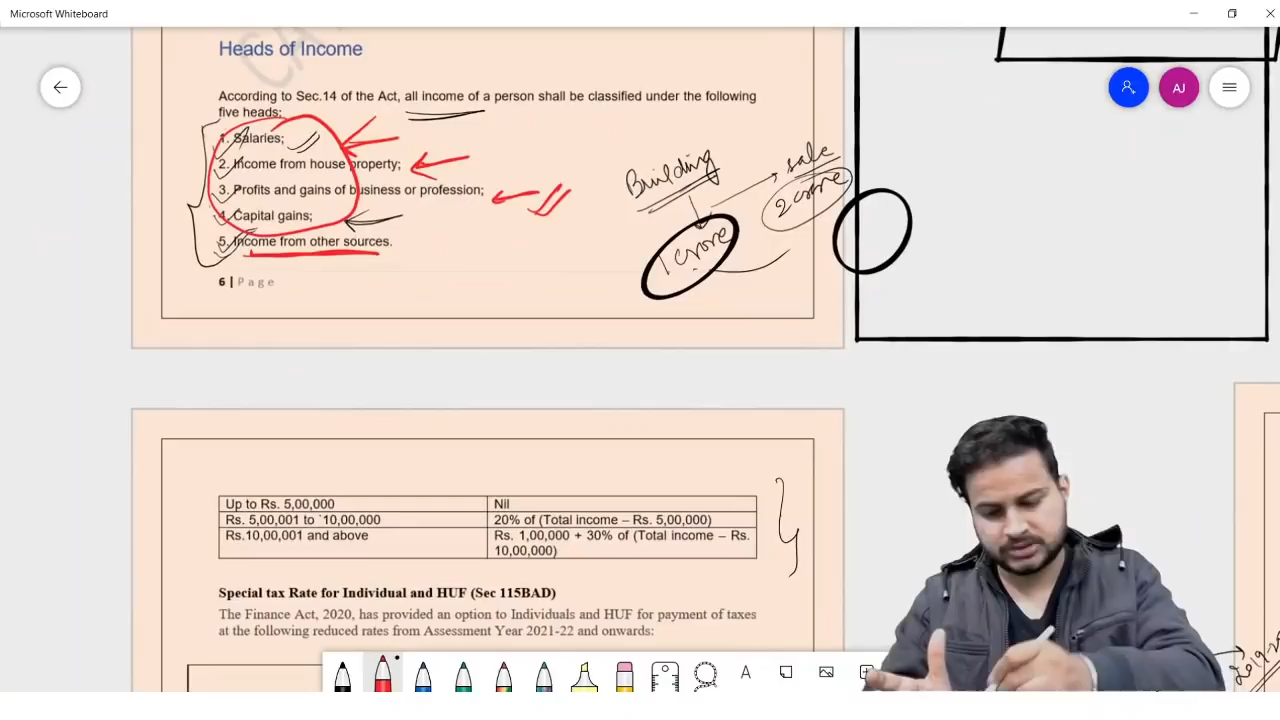 Microsoft Whiteboard
Heads of Income
According to Sec.14 of the Act, all income of a person shall be classified under the following
five heads:
1. Salaries;
2. Income from house property;
3. Profits and gains of business or profession;
4. Capital gains;
5. Income from other sources.
6 | Page
Building
sale
2 crore
1 crore
AJ
Up to Rs. 5,00,000 Nil
Rs. 5,00,001 to `10,00,000 20% of (Total income – Rs. 5,00,000)
Rs.10,00,001 and above Rs. 1,00,000 + 30% of (Total income – Rs.
10,00,000)
Special tax Rate for Individual and HUF (Sec 115BAD)
The Finance Act, 2020, has provided an option to Individuals and HUF for payment of taxes
at the following reduced rates from Assessment Year 2021-22 and onwards:
A